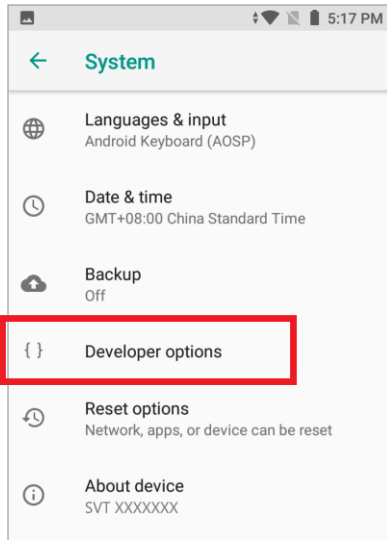 5:17 PM
System
Languages & input
Android Keyboard (AOSP)
Date & time
GMT+08:00 China Standard Time
Backup
Off
{ } Developer options
Reset options
Network, apps, or device can be reset
About device
SVT XXXXXXX